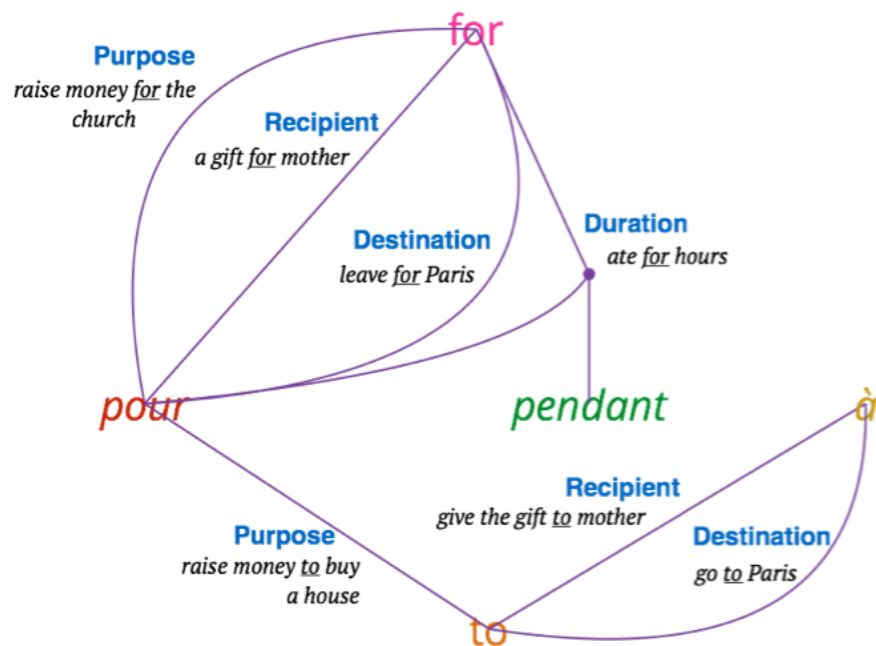 for
Purpose
raise money for the
church
Recipient
a gift for mother
Duration
ate for hours
Destination
leave for Paris
pour
pendant
à
Recipient
give the gift to mother
Purpose
raise money to buy
a house
Destination
go to Paris
to